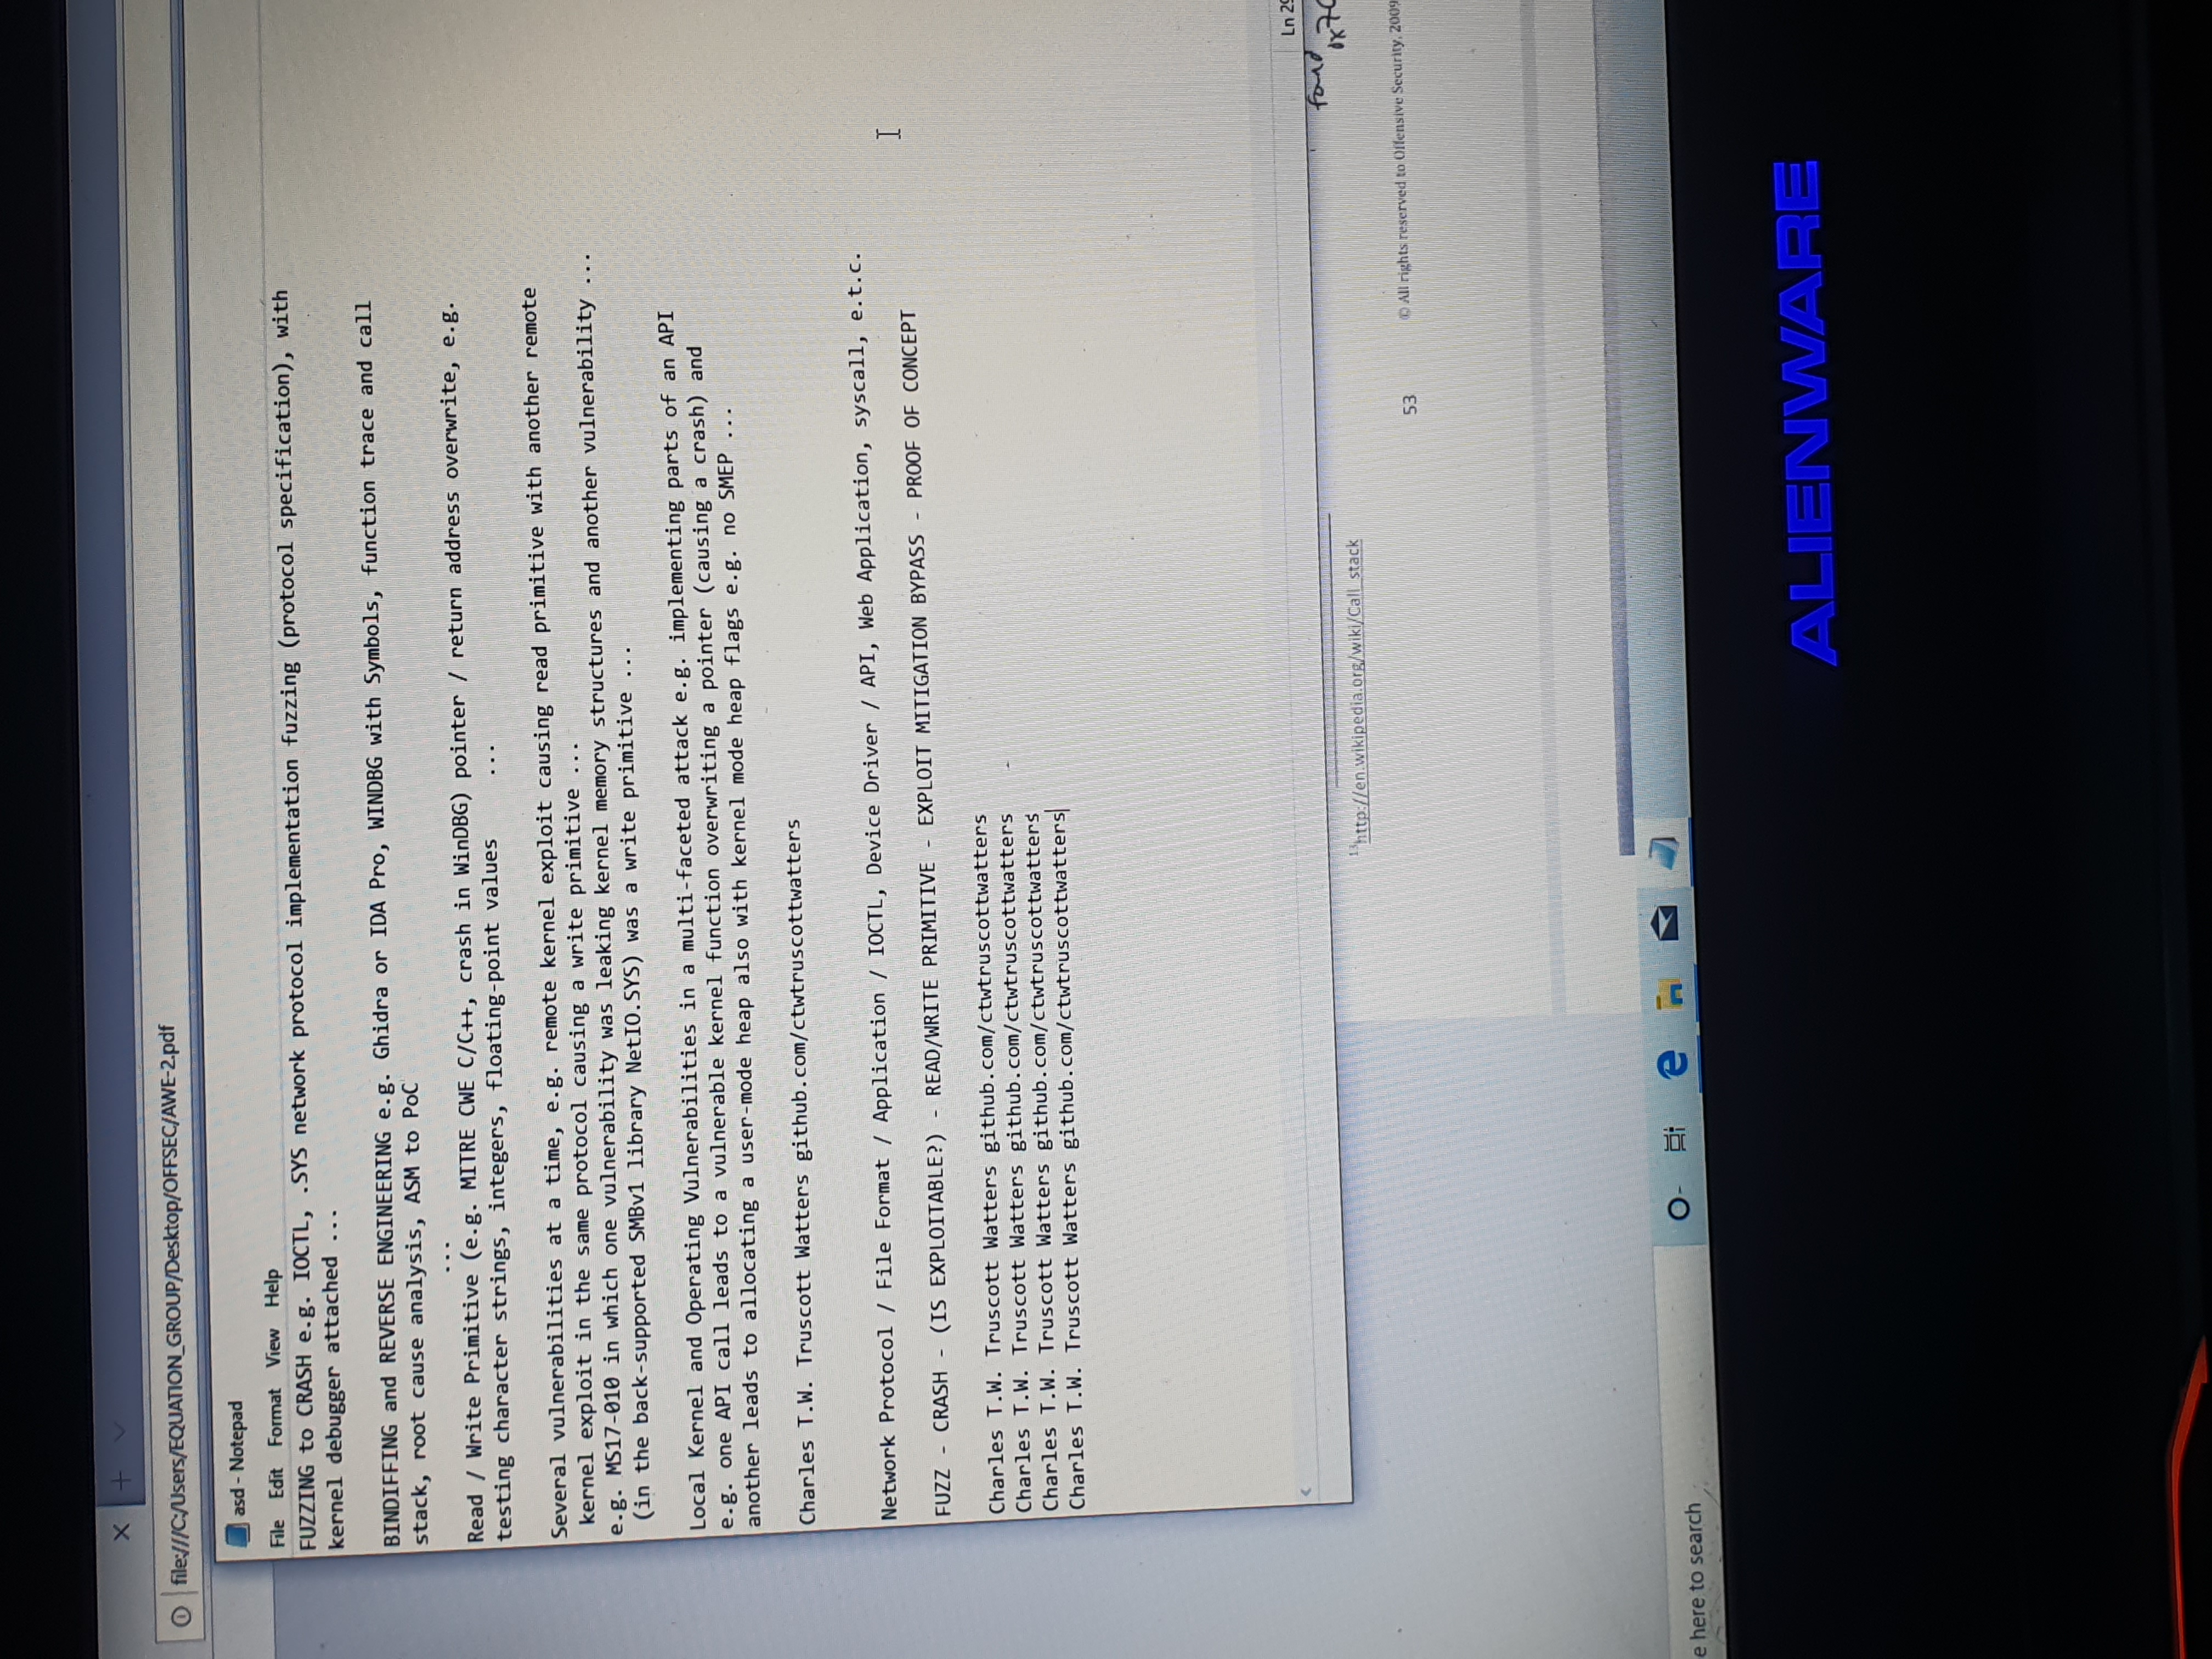 file:///C:/Users/EQUATION_GROUP/Desktop/OFFSEC/AWE-2.pdf
asd - Notepad
File Edit Format View Help
FUZZING to CRASH e.g. IOCTL, .SYS network protocol implementation fuzzing (protocol specification), with
kernel debugger attached ...
BINDIFFING and REVERSE ENGINEERING e.g. Ghidra or IDA Pro, WINDBG with Symbols, function trace and call
stack, root cause analysis, ASM to PoC
...
Read / Write Primitive (e.g. MITRE CWE C/C++, crash in WinDBG) pointer / return address overwrite, e.g.
testing character strings, integers, floating-point values ...
Several vulnerabilities at a time, e.g. remote kernel exploit causing read primitive with another remote
kernel exploit in the same protocol causing a write primitive ...
e.g. MS17-010 in which one vulnerability was leaking kernel memory structures and another vulnerability ...
(in the back-supported SMBv1 library NetIO.SYS) was a write primitive ...
Local Kernel and Operating Vulnerabilities in a multi-faceted attack e.g. implementing parts of an API
e.g. one API call leads to a vulnerable kernel function overwriting a pointer (causing a crash) and
another leads to allocating a user-mode heap also with kernel mode heap flags e.g. no SMEP ...
Charles T.W. Truscott Watters github.com/ctwtruscottwatters
Network Protocol / File Format / Application / IOCTL, Device Driver / API, Web Application, syscall, e.t.c.
FUZZ - CRASH - (IS EXPLOITABLE?) - READ/WRITE PRIMITIVE - EXPLOIT MITIGATION BYPASS - PROOF OF CONCEPT
Charles T.W. Truscott Watters github.com/ctwtruscottwatters
Charles T.W. Truscott Watters github.com/ctwtruscottwatters
Charles T.W. Truscott Watters github.com/ctwtruscottwatters
Charles T.W. Truscott Watters github.com/ctwtruscottwatters
Ln 29
13http://en.wikipedia.org/wiki/Call_stack
53 © All rights reserved to Offensive Security, 2009
e here to search
ALIENWARE